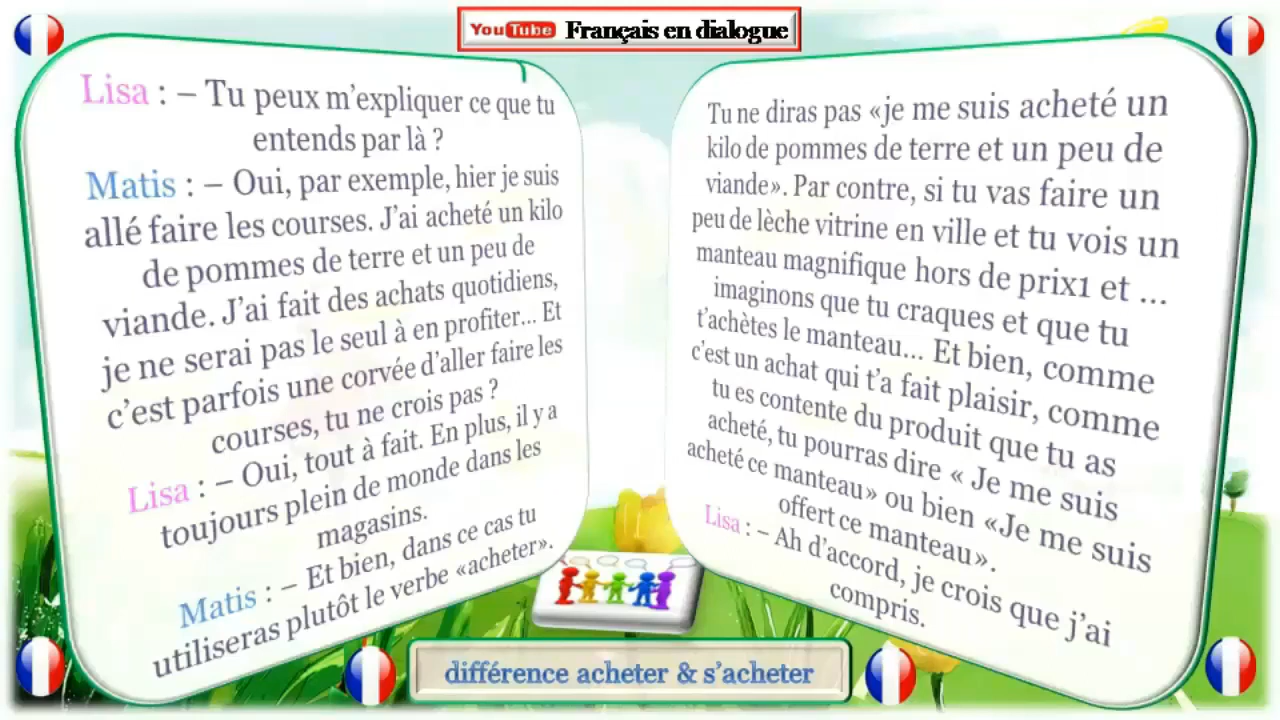 YouTube Français en dialogue
Lisa : – Tu peux m'expliquer ce que tu
entends par là ?
Matis : – Oui, par exemple, hier je suis
allé faire les courses. J'ai acheté un kilo
de pommes de terre et un peu de
viande. J'ai fait des achats quotidiens,
je ne serai pas le seul à en profiter... Et
c'est parfois une corvée d'aller faire les
courses, tu ne crois pas ?
Lisa : – Oui, tout à fait. En plus, il y a
toujours plein de monde dans les
magasins.
Matis : – Et bien, dans ce cas tu
utiliseras plutôt le verbe «acheter».
Tu ne diras pas «je me suis acheté un
kilo de pommes de terre et un peu de
viande». Par contre, si tu vas faire un
peu de lèche vitrine en ville et tu vois un
manteau magnifique hors de prix1 et ...
imaginons que tu craques et que tu
t'achètes le manteau... Et bien, comme
c'est un achat qui t'a fait plaisir, comme
tu es contente du produit que tu as
acheté, tu pourras dire « Je me suis
acheté ce manteau» ou bien «Je me suis
offert ce manteau».
Lisa : – Ah d'accord, je crois que j'ai
compris.
différence acheter & s'acheter